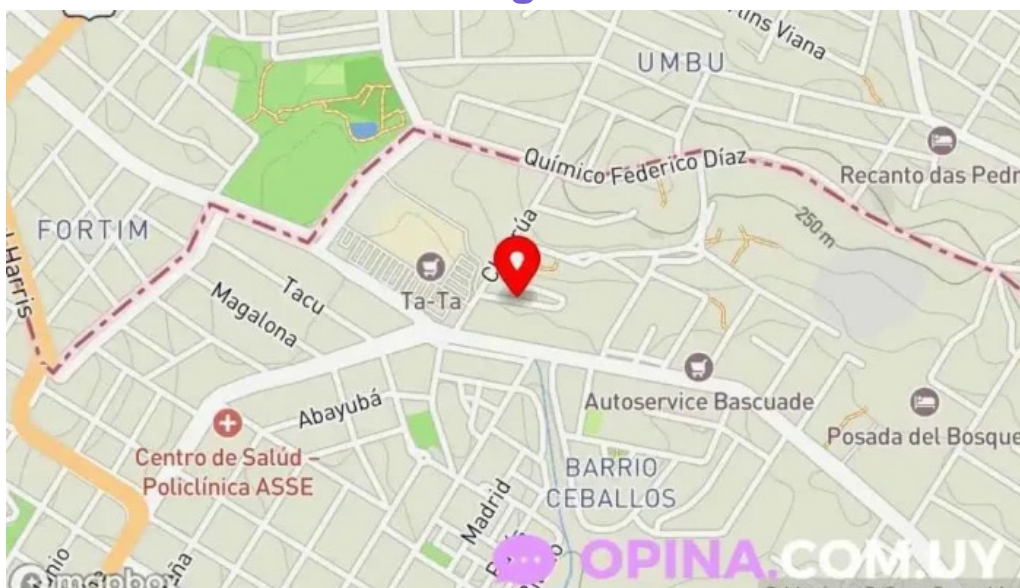 UMBU
Químico Federico Díaz
Recanto das Pedr
250 m
FORTIM
Harris
Tacu
Magalona
Ta-Ta
Abayubá
Autoservice Bascuade
Centro de Salúd –
Policlínica ASSE
Posada del Bosque
BARRIO
CEBALLOS
Madrid
OPINA.COM.UY
mapbox